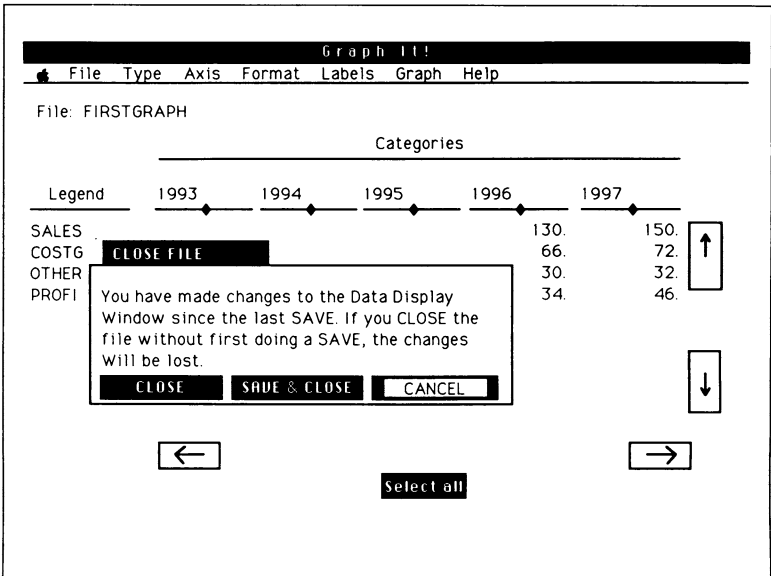 Graph It!
File Type Axis Format Labels Graph Help
File: FIRSTGRAPH
Categories
Legend 1993 1994 1995 1996 1997
SALES 130. 150.
COSTG 66. 72.
OTHER 30. 32.
PROFI 34. 46.
CLOSE FILE
You have made changes to the Data Display
Window since the last SAVE. If you CLOSE the
file without first doing a SAVE, the changes
Will be lost.
CLOSE SAVE & CLOSE CANCEL
Select all